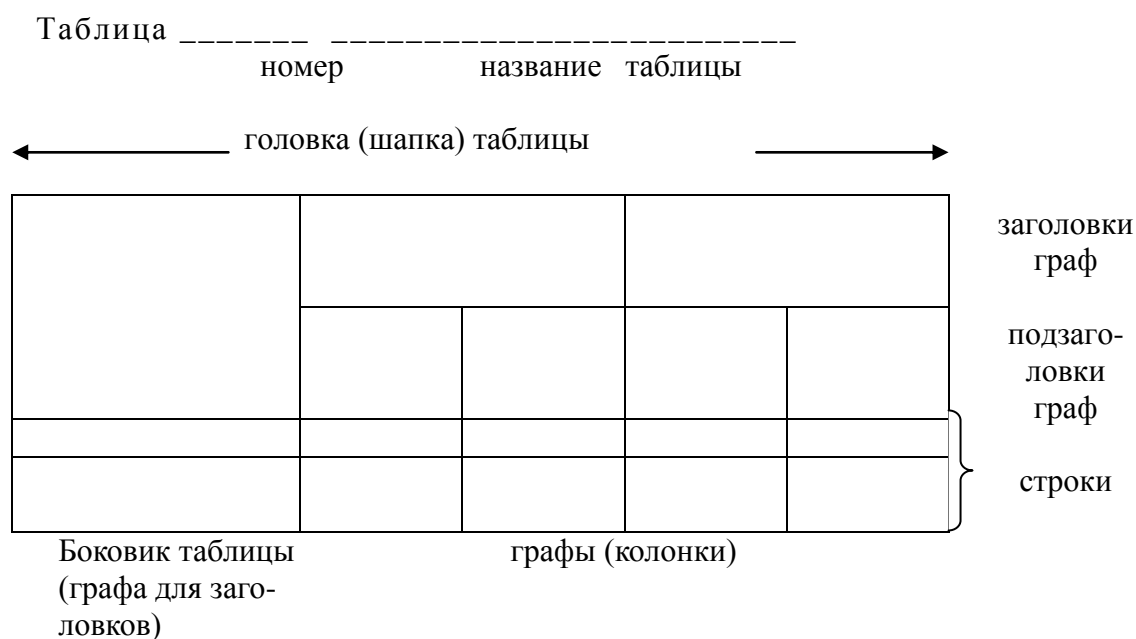 Таблица _______ _________________________
номер название таблицы
головка (шапка) таблицы
заголовки
граф
подзаго-
ловки
граф
строки
Боковик таблицы
(графа для заго-
ловков)
графы (колонки)